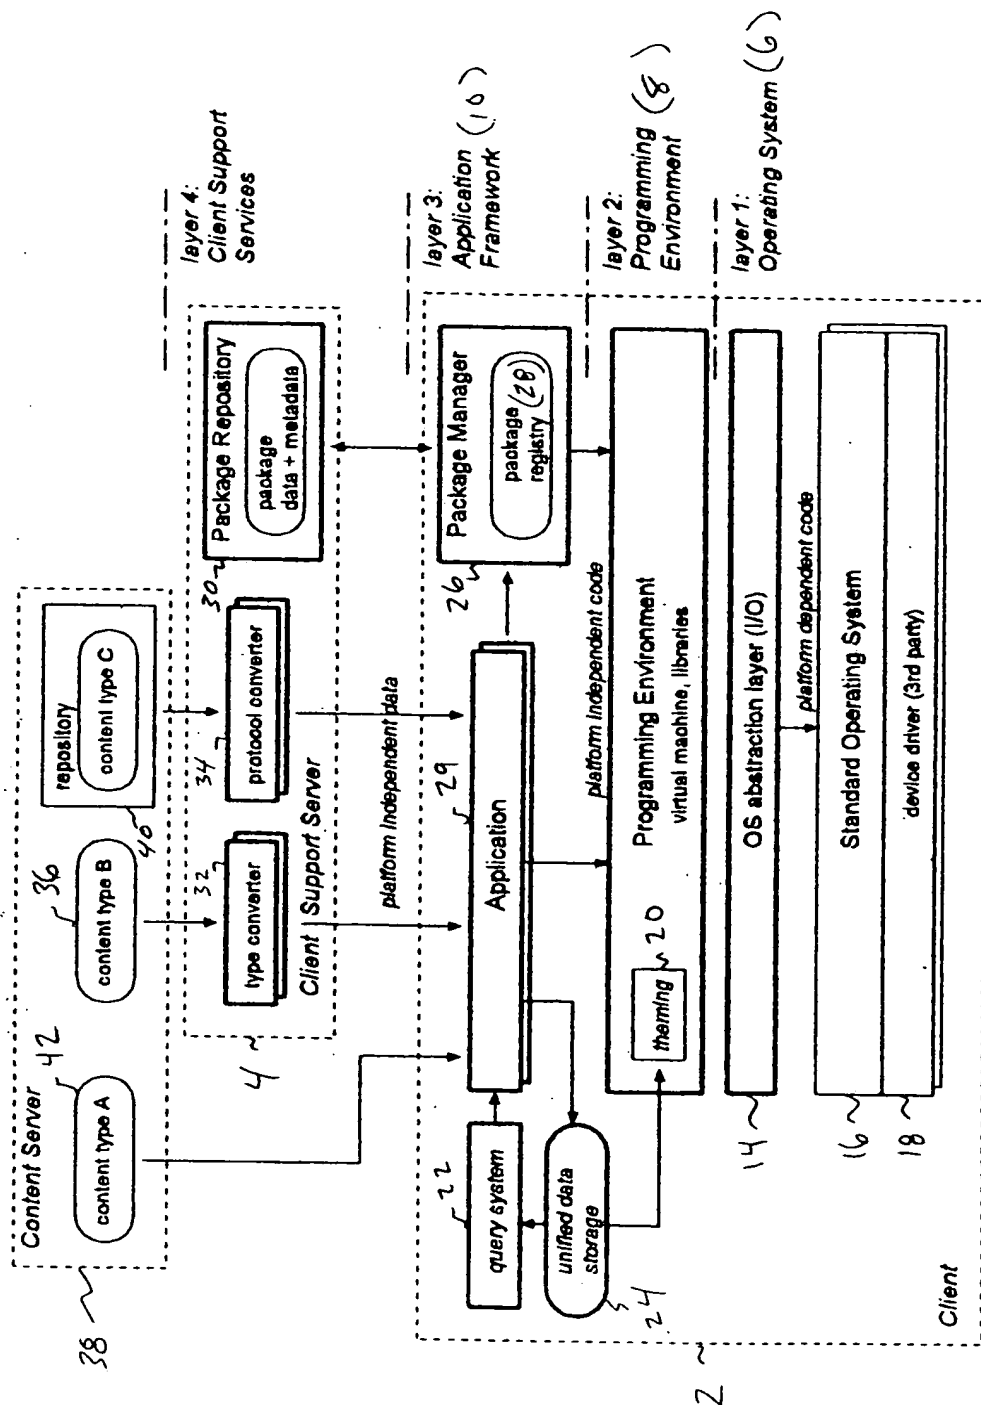 Content Server
38
content type A
42
content type B
36
repository
content type C
40
layer 4:
Client Support
Services
type converter
32
protocol converter
34
Package Repository
package
data + metadata
30
Client Support Server
4
platform independent data
layer 3:
Application (10)
Framework
query system
22
Application
29
Package Manager
package
registry (28)
26
unified data
storage
24
platform independent code
layer 2:
Programming (8)
Environment
theming
20
Programming Environment
virtual machine, libraries
layer 1:
Operating System (6)
OS abstraction layer (I/O)
14
platform dependent code
Standard Operating System
16
device driver (3rd party)
18
Client
2